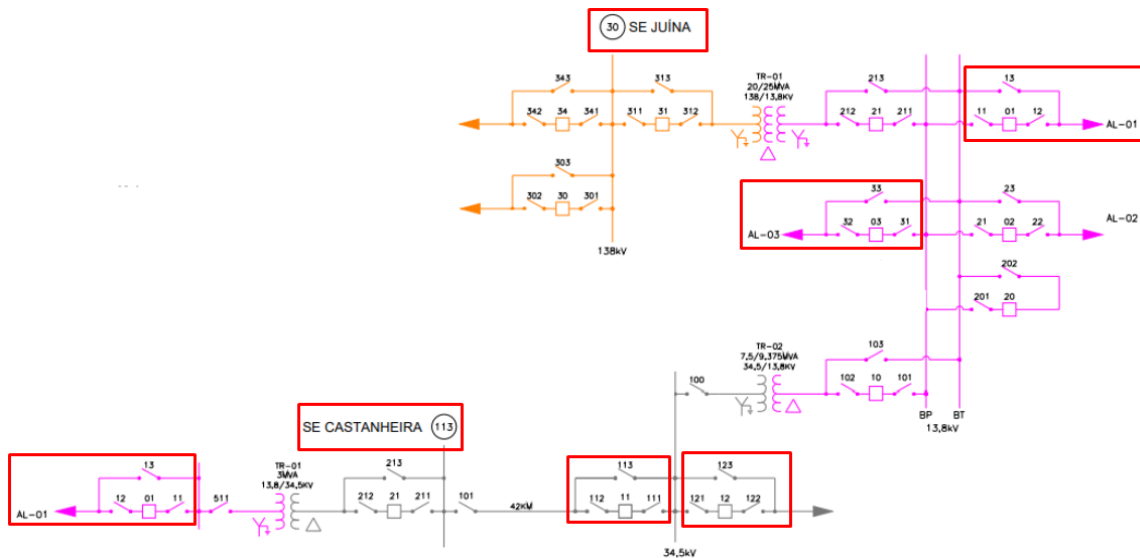 30 SE JUÍNA
343 313
342 34 341 311 31 312
TR-01
20/25MVA
138/13,8KV
213
212 21 211
13
11 01 12
AL-01
303
302 30 301
138kV
33
32 03 31
AL-03
23
21 02 22
AL-02
202
201 20
TR-02
7,5/9,375MVA
34,5/13,8KV
100
103
102 10 101
BP BT
13,8kV
SE CASTANHEIRA 113
13
12 01 11
AL-01
511
TR-01
3MVA
13,8/34,5KV
213
212 21 211
101
42KM
113
112 11 111
123
121 12 122
34,5kV